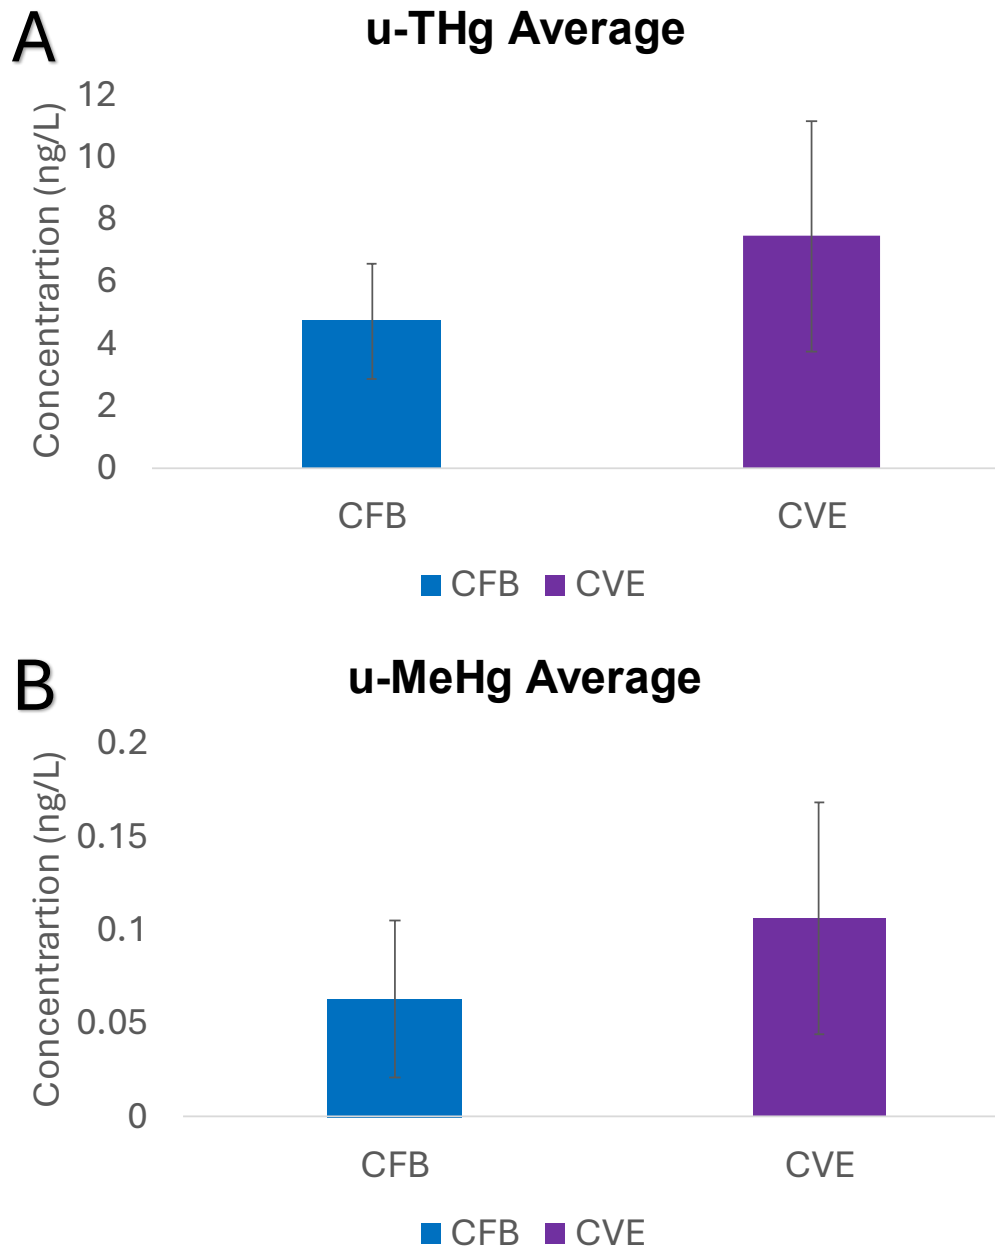 A
u-THg Average
Concentrartion (ng/L)
12
10
8
6
4
2
0
CFB CVE
CFB CVE
B
u-MeHg Average
Concentrartion (ng/L)
0.2
0.15
0.1
0.05
0
CFB CVE
CFB CVE